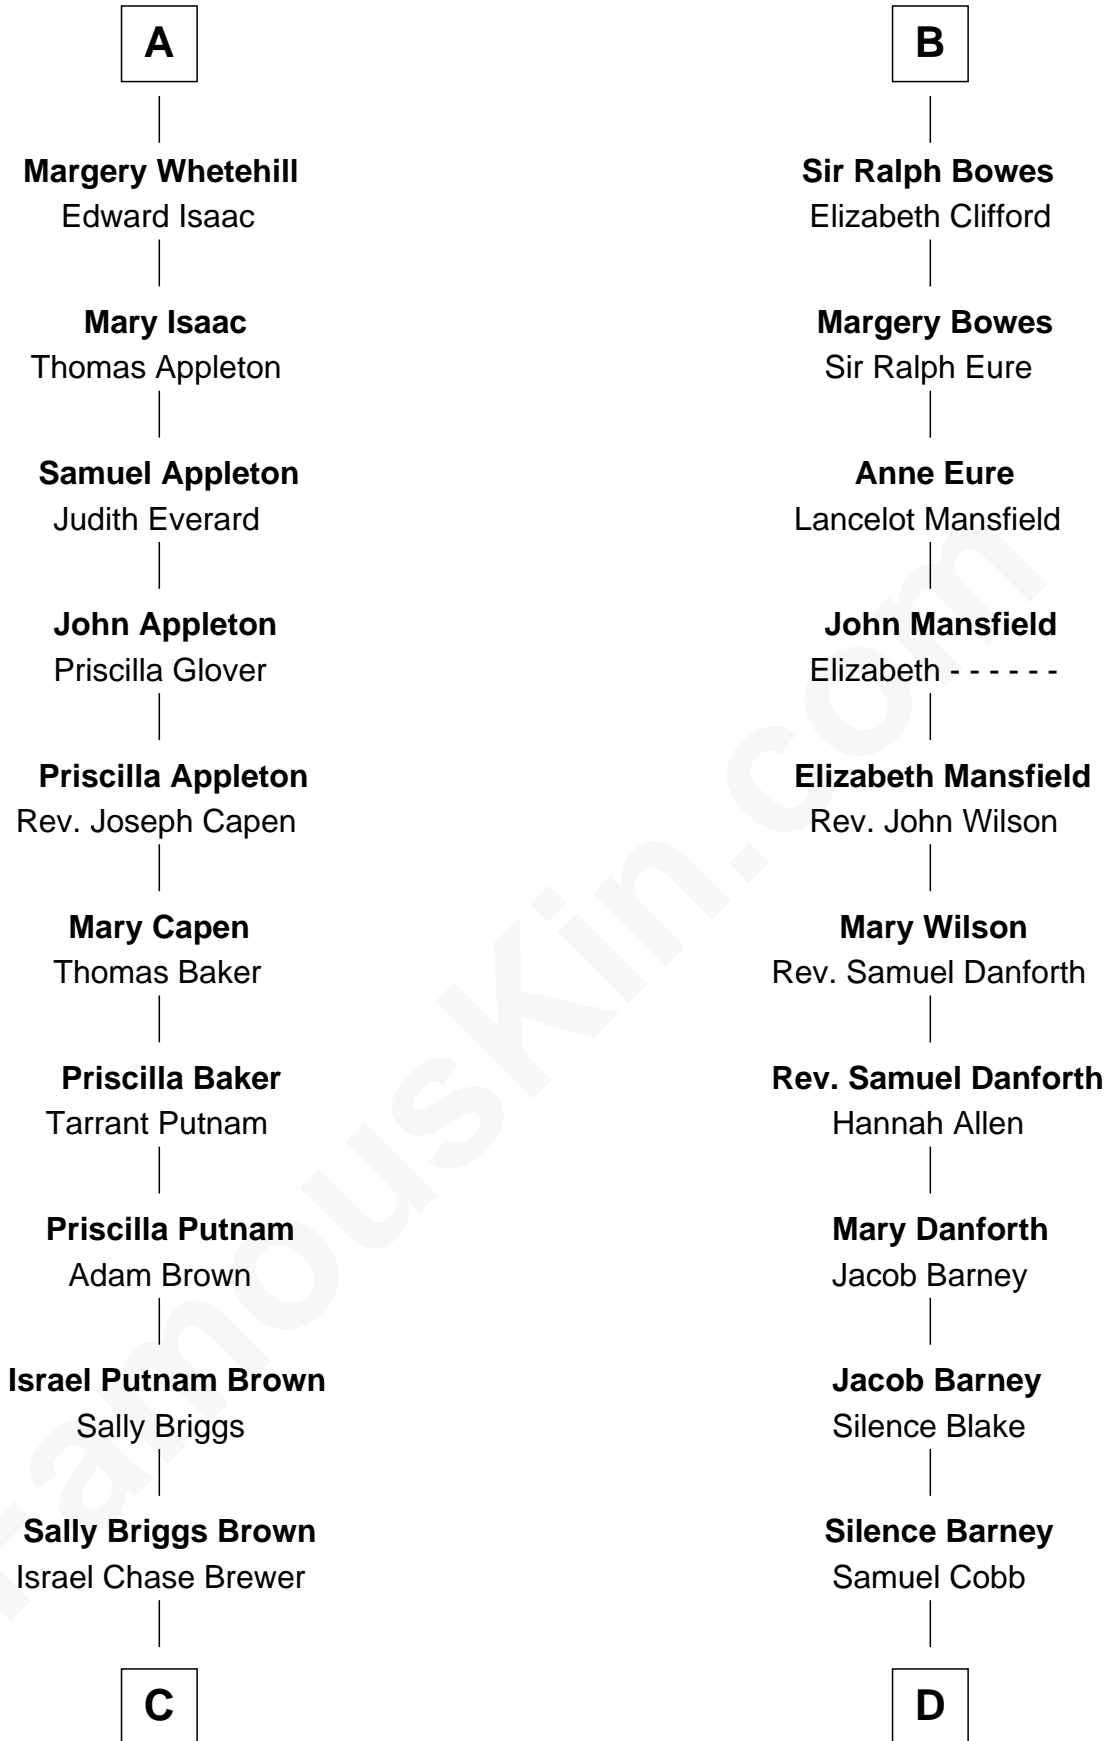 A
Margery Whetehill
Edward Isaac
Mary Isaac
Thomas Appleton
Samuel Appleton
Judith Everard
John Appleton
Priscilla Glover
Priscilla Appleton
Rev. Joseph Capen
Mary Capen
Thomas Baker
Priscilla Baker
Tarrant Putnam
Priscilla Putnam
Adam Brown
Israel Putnam Brown
Sally Briggs
Sally Briggs Brown
Israel Chase Brewer
C
B
Sir Ralph Bowes
Elizabeth Clifford
Margery Bowes
Sir Ralph Eure
Anne Eure
Lancelot Mansfield
John Mansfield
Elizabeth - - - - - -
Elizabeth Mansfield
Rev. John Wilson
Mary Wilson
Rev. Samuel Danforth
Rev. Samuel Danforth
Hannah Allen
Mary Danforth
Jacob Barney
Jacob Barney
Silence Blake
Silence Barney
Samuel Cobb
D
FamousKin.com